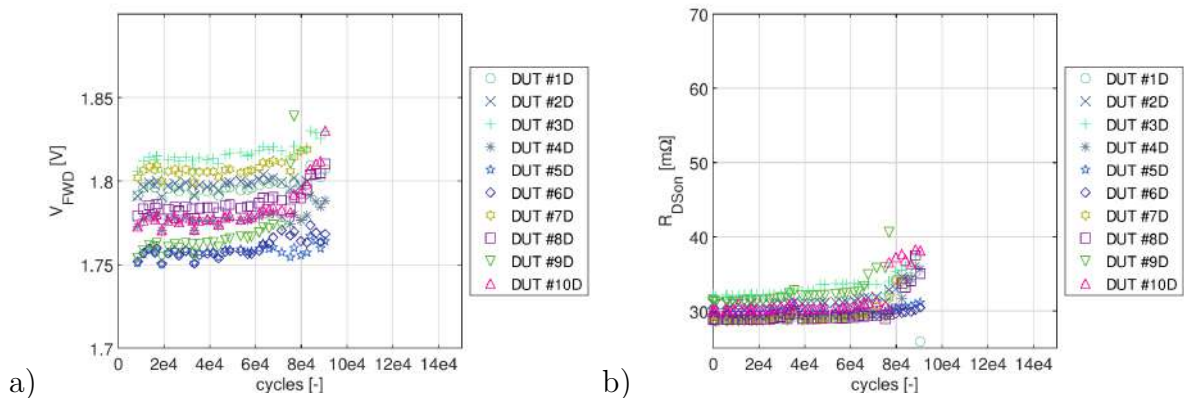 1.85
1.8
1.75
1.7
V_FWD [V]
0 2e4 4e4 6e4 8e4 10e4 12e4 14e4
cycles [-]
DUT #1D
DUT #2D
DUT #3D
DUT #4D
DUT #5D
DUT #6D
DUT #7D
DUT #8D
DUT #9D
DUT #10D
a)
70
60
50
40
30
R_DSon [mΩ]
0 2e4 4e4 6e4 8e4 10e4 12e4 14e4
cycles [-]
DUT #1D
DUT #2D
DUT #3D
DUT #4D
DUT #5D
DUT #6D
DUT #7D
DUT #8D
DUT #9D
DUT #10D
b)